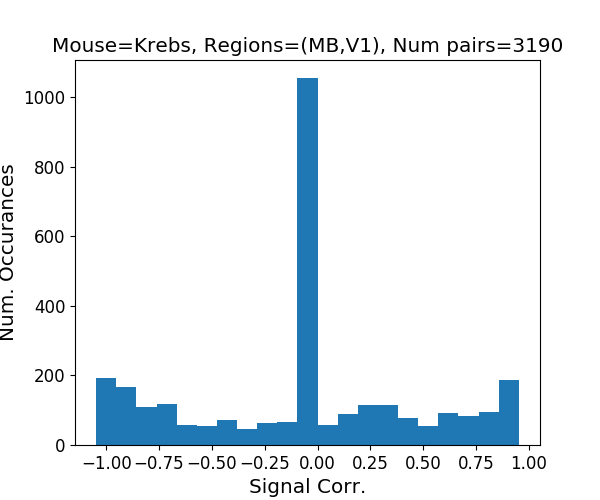 Mouse=Krebs, Regions=(MB,V1), Num pairs=3190
1000
800
600
400
200
0
Num. Occurances
−1.00 −0.75 −0.50 −0.25 0.00 0.25 0.50 0.75 1.00
Signal Corr.